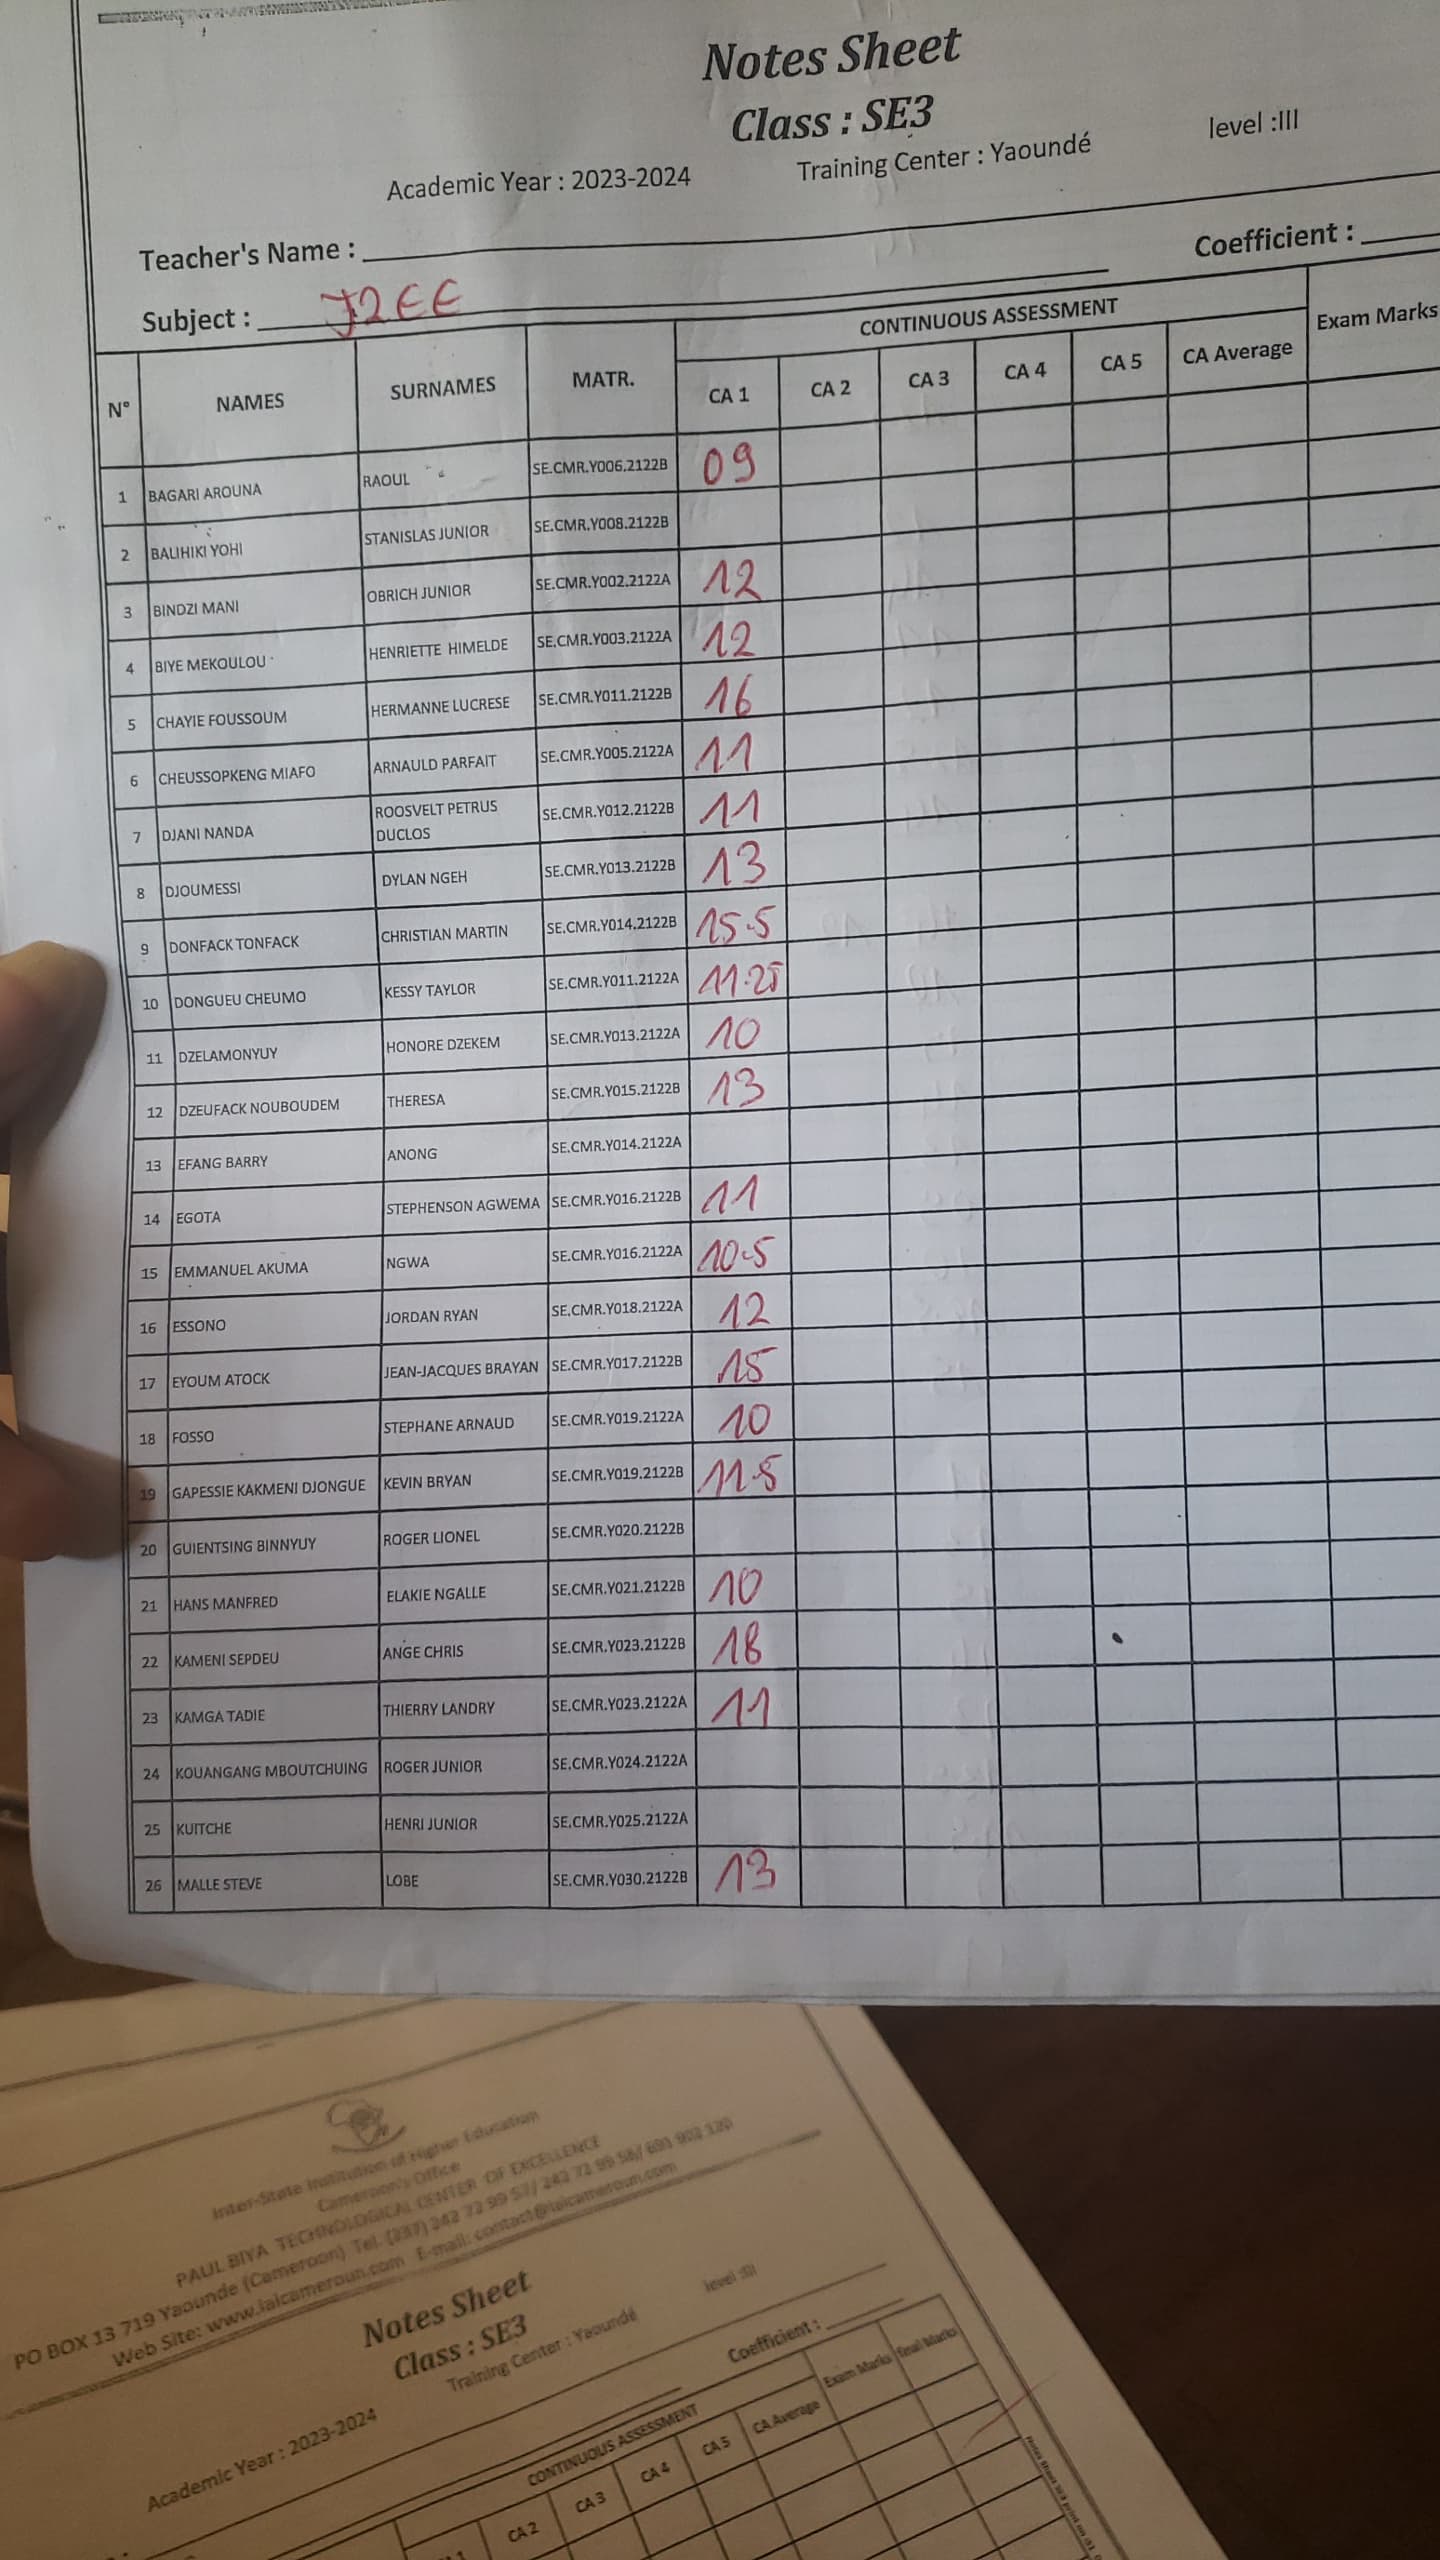 Notes Sheet
Class : SE3
Academic Year : 2023-2024 Training Center : Yaoundé level :III
Teacher's Name :
Subject : J2EE Coefficient :
N° NAMES SURNAMES MATR. CONTINUOUS ASSESSMENT Exam Marks
CA 1 CA 2 CA 3 CA 4 CA 5 CA Average
1 BAGARI AROUNA RAOUL SE.CMR.Y006.2122B 09
2 BALIHIKI YOHI STANISLAS JUNIOR SE.CMR.Y008.2122B
3 BINDZI MANI OBRICH JUNIOR SE.CMR.Y002.2122A 12
4 BIYE MEKOULOU HENRIETTE HIMELDE SE.CMR.Y003.2122A 12
5 CHAYIE FOUSSOUM HERMANNE LUCRESE SE.CMR.Y011.2122B 16
6 CHEUSSOPKENG MIAFO ARNAULD PARFAIT SE.CMR.Y005.2122A 11
7 DJANI NANDA ROOSVELT PETRUS DUCLOS SE.CMR.Y012.2122B 11
8 DJOUMESSI DYLAN NGEH SE.CMR.Y013.2122B 13
9 DONFACK TONFACK CHRISTIAN MARTIN SE.CMR.Y014.2122B 15.5
10 DONGUEU CHEUMO KESSY TAYLOR SE.CMR.Y011.2122A 11.25
11 DZELAMONYUY HONORE DZEKEM SE.CMR.Y013.2122A 10
12 DZEUFACK NOUBOUDEM THERESA SE.CMR.Y015.2122B 13
13 EFANG BARRY ANONG SE.CMR.Y014.2122A
14 EGOTA STEPHENSON AGWEMA SE.CMR.Y016.2122B 11
15 EMMANUEL AKUMA NGWA SE.CMR.Y016.2122A 10.5
16 ESSONO JORDAN RYAN SE.CMR.Y018.2122A 12
17 EYOUM ATOCK JEAN-JACQUES BRAYAN SE.CMR.Y017.2122B 15
18 FOSSO STEPHANE ARNAUD SE.CMR.Y019.2122A 10
19 GAPESSIE KAKMENI DJONGUE KEVIN BRYAN SE.CMR.Y019.2122B 11.5
20 GUIENTSING BINNYUY ROGER LIONEL SE.CMR.Y020.2122B
21 HANS MANFRED ELAKIE NGALLE SE.CMR.Y021.2122B 10
22 KAMENI SEPDEU ANGE CHRIS SE.CMR.Y023.2122B 18
23 KAMGA TADIE THIERRY LANDRY SE.CMR.Y023.2122A 11
24 KOUANGANG MBOUTCHUING ROGER JUNIOR SE.CMR.Y024.2122A
25 KUITCHE HENRI JUNIOR SE.CMR.Y025.2122A
26 MALLE STEVE LOBE SE.CMR.Y030.2122B 13
Inter-State Institution of Higher Education
Cameroon's Office
PAUL BIYA TECHNOLOGICAL CENTER OF EXCELLENCE
PO BOX 13 719 Yaounde (Cameroon) Tel. (237) 242 72 99 57/ 242 72 99 58/ 693 902 120
Web Site: www.iaicameroun.com E-mail: contact@iaicameroun.com
Notes Sheet
Class : SE3
Academic Year : 2023-2024 Training Center : Yaoundé level :III
Coefficient :
CONTINUOUS ASSESSMENT Exam Marks Final Marks
CA 2 CA 3 CA 4 CA 5 CA Average